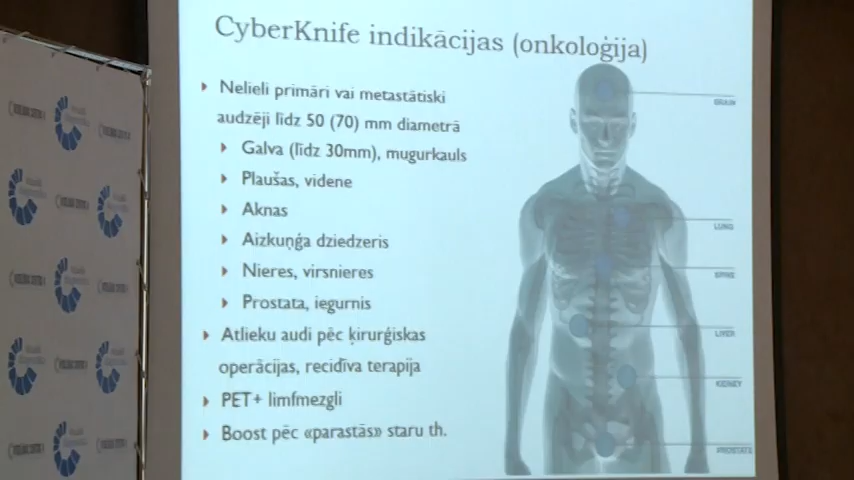 CyberKnife indikācijas (onkoloģija)
Nelieli primāri vai metastātiski
audzēji līdz 50 (70) mm diametrā
Galva (līdz 30mm), mugurkauls
Plaušas, videne
Aknas
Aizkuņģa dziedzeris
Nieres, virsnieres
Prostata, iegurnis
Atlieku audi pēc ķirurģiskas
operācijas, recidīva terapija
PET+ limfmezgli
Boost pēc «parastās» staru th.
BRAIN
LUNG
SPINE
LIVER
KIDNEY
PROSTATE